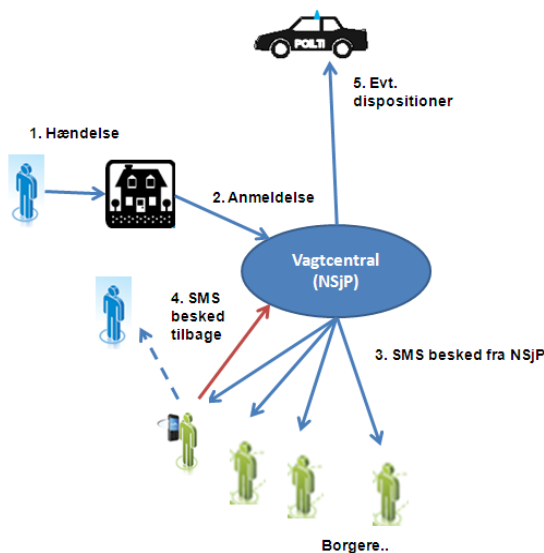 POLTI
5. Evt.
dispositioner
1. Hændelse
2. Anmeldelse
Vagtcentral
(NSjP)
4. SMS
besked
tilbage
3. SMS besked fra NSjP
Borgere..